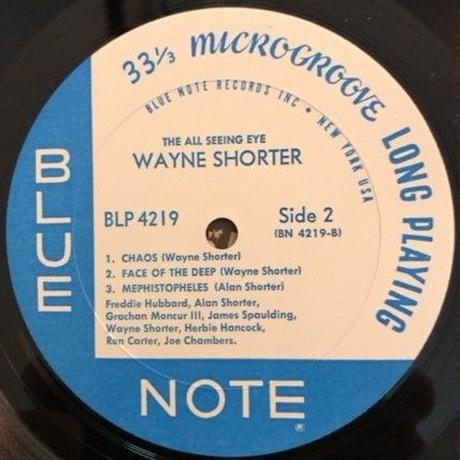 33⅓ MICROGROOVE LONG PLAYING
BLUE NOTE RECORDS INC • NEW YORK USA
THE ALL SEEING EYE
WAYNE SHORTER
BLP 4219
Side 2
(BN 4219-B)
1. CHAOS (Wayne Shorter)
2. FACE OF THE DEEP (Wayne Shorter)
3. MEPHISTOPHELES (Alan Shorter)
Freddie Hubbard, Alan Shorter,
Grachan Moncur III, James Spaulding,
Wayne Shorter, Herbie Hancock,
Ron Carter, Joe Chambers.
BLUE
NOTE
®